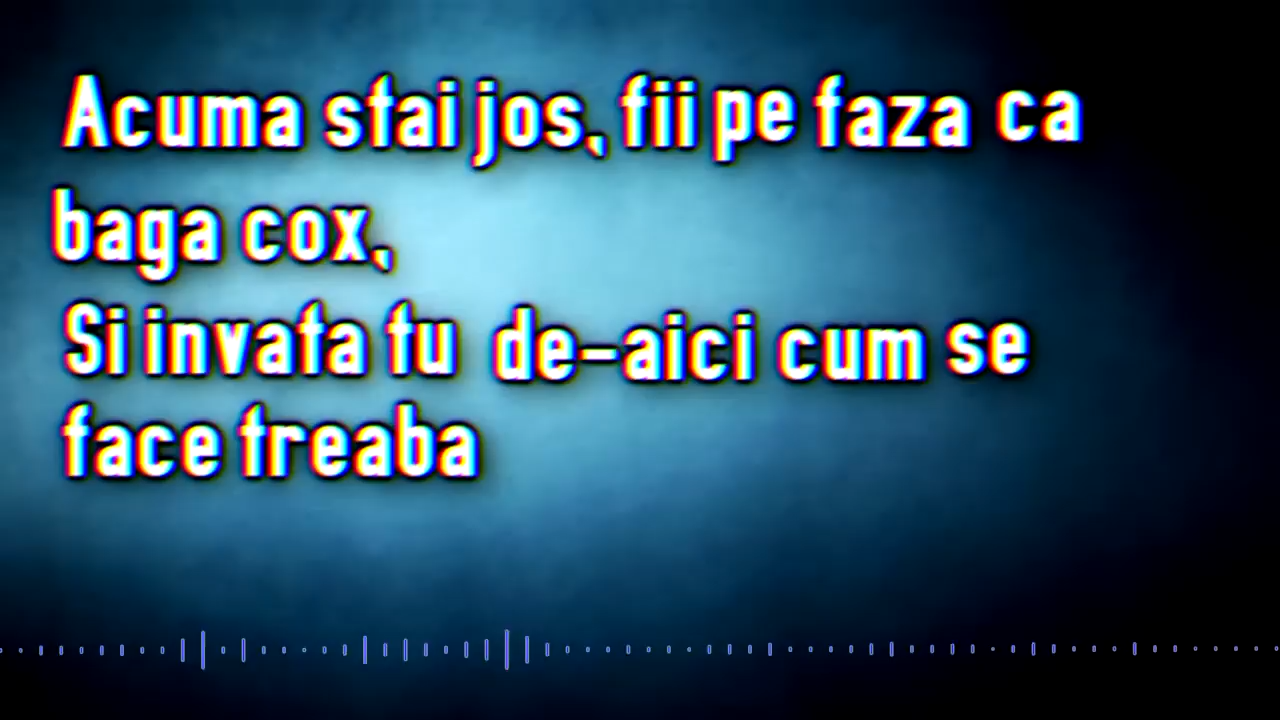 Acuma stai jos, fii pe faza ca
baga cox,
Si invata tu de-aici cum se
face treaba